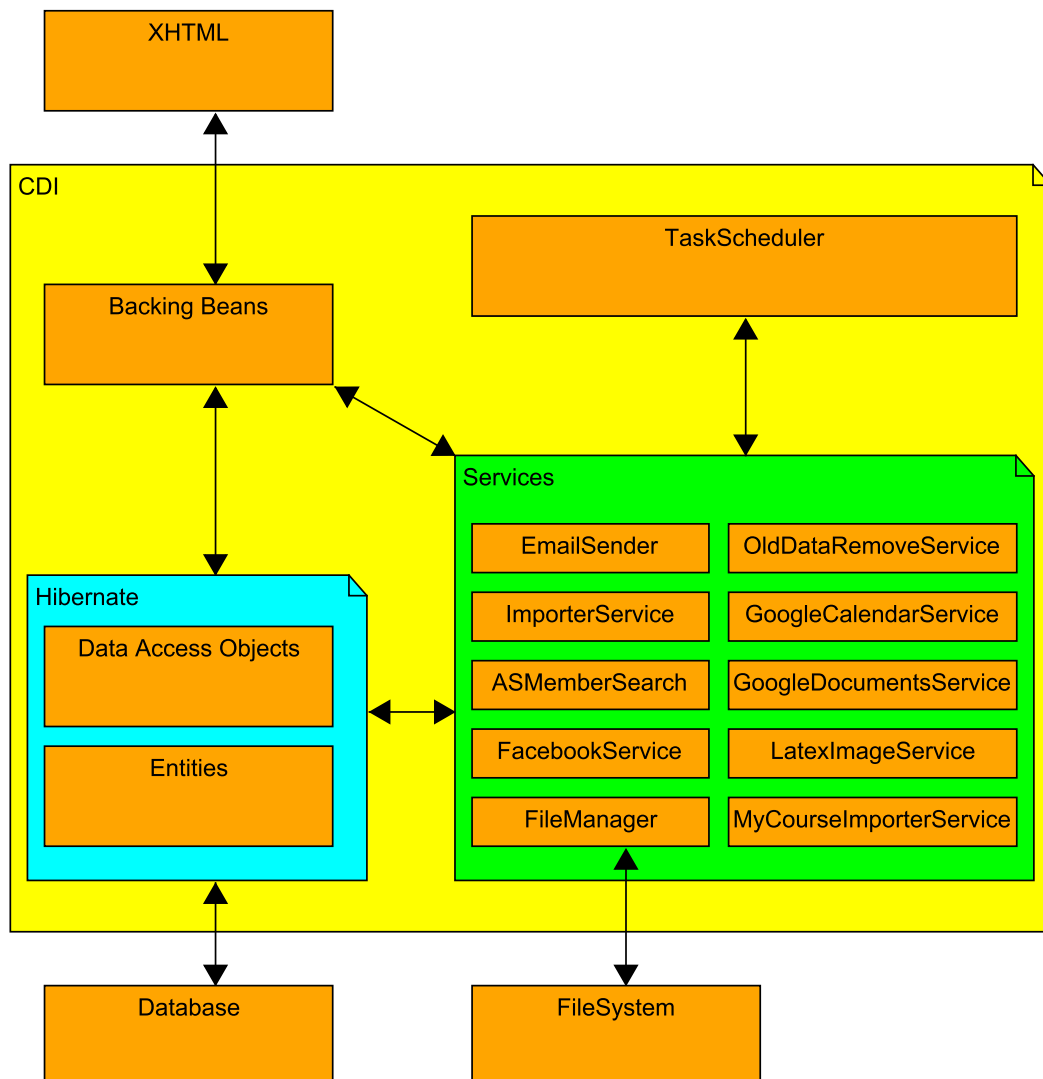 XHTML
CDI
TaskScheduler
Backing Beans
Services
EmailSender
OldDataRemoveService
Hibernate
ImporterService
GoogleCalendarService
Data Access Objects
ASMemberSearch
GoogleDocumentsService
FacebookService
LatexImageService
Entities
FileManager
MyCourseImporterService
Database
FileSystem